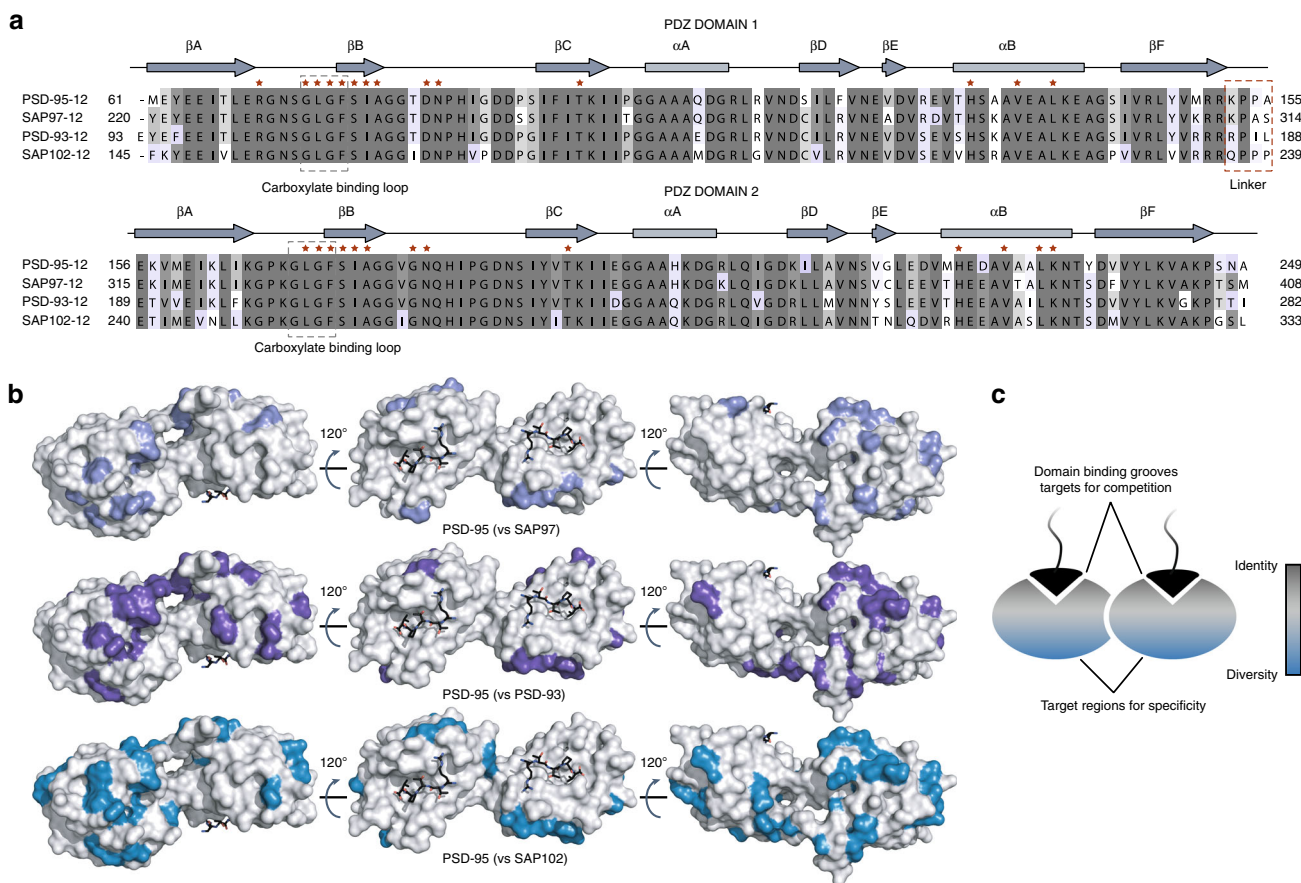 a
PDZ DOMAIN 1
βA βB βC αA βD βE αB βF
PSD-95-12 61 -MEYEEITLERGNSGLGFSIAGGTDNPHIGDDPSIFITKIIPGGAAAQDGRLRVNDSILFVNEVDVREVTHSAAVEALKEAGSIVRLYVMRRKPPA 155
SAP97-12 220 -YEYEEITLERGNSGLGFSIAGGTDNPHIGDDSSIFITKIITGGAAAQDGRLRVNDCILRVNEADVRDVTHSKAVEALKEAGSIVRLYVKRRKPAS 314
PSD-93-12 93 EYEFEEITLERGNSGLGFSIAGGTDNPHIGDDPGIFITKIIPGGAAAEDGRLRVNDCILRVNEVDVSEVSHSKAVEALKEAGSIVRLYVRRRKPIL 188
SAP102-12 145 -FKYEEIVLERGNSGLGFSIAGGIDNPHVPDDPGIFITKIIPGGAAAMDGRLGVNDCVLRVNEVDVSEVVHSRAVEALKEAGPVVRLVVRRRQPPP 239
Carboxylate binding loop
Linker
PDZ DOMAIN 2
βA βB βC αA βD βE αB βF
PSD-95-12 156 EKVMEIKLIKGPKGLGFSIAGGVGNQHIPGDNSIYVTKIIEGGAAHKDGRLQIGDKILAVNSVGLEDVMHEDAVAALKNTYDVVYLKVAKPSNA 249
SAP97-12 315 EKIMEIKLIKGPKGLGFSIAGGVGNQHIPGDNSIYVTKIIEGGAAHKDGKLQIGDKLLAVNSVCLEEVTHEEAVTALKNTSDFVYLKVAKPTSM 408
PSD-93-12 189 ETVVEIKLFKGPKGLGFSIAGGVGNQHIPGDNSIYVTKIIDGGAAQKDGRLQVGDRLLMVNNYSLEEVTHEEAVAILKNTSDVVYLKVGKPTTI 282
SAP102-12 240 ETIMEVNLLKGPKGLGFSIAGGIGNQHIPGDNSIYITKIIEGGAAQKDGRLQIGDRLLAVNNTNLQDVRHEEAVASLKNTSDMVYLKVAKPGSL 333
Carboxylate binding loop
b
120°
120°
PSD-95 (vs SAP97)
120°
120°
PSD-95 (vs PSD-93)
120°
120°
PSD-95 (vs SAP102)
c
Domain binding grooves
targets for competition
Identity
Diversity
Target regions for specificity